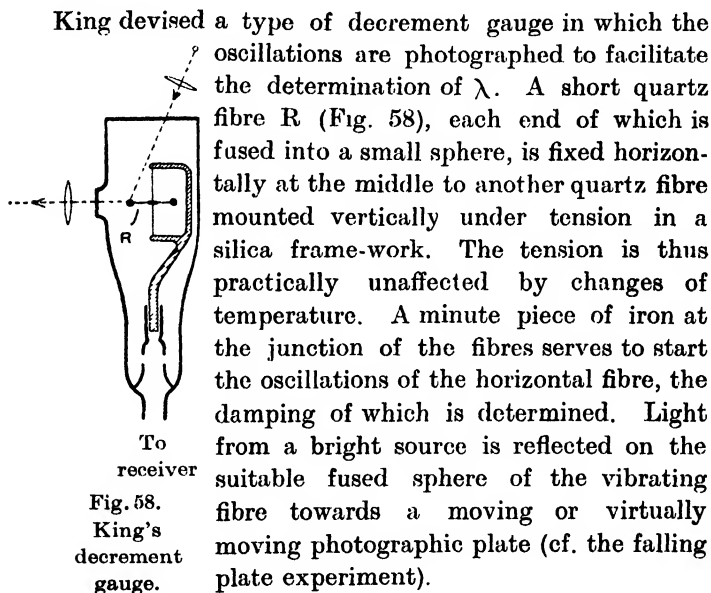 King devised a type of decrement gauge in which the
oscillations are photographed to facilitate
the determination of λ. A short quartz
fibre R (Fig. 58), each end of which is
fused into a small sphere, is fixed horizon-
tally at the middle to another quartz fibre
mounted vertically under tension in a
silica frame-work. The tension is thus
practically unaffected by changes of
temperature. A minute piece of iron at
the junction of the fibres serves to start
the oscillations of the horizontal fibre, the
damping of which is determined. Light
from a bright source is reflected on the
suitable fused sphere of the vibrating
fibre towards a moving or virtually
moving photographic plate (cf. the falling
plate experiment).
R
To
receiver
Fig. 58.
King's
decrement
gauge.